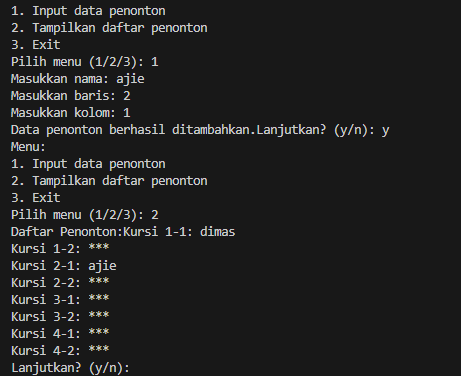 1. Input data penonton
2. Tampilkan daftar penonton
3. Exit
Pilih menu (1/2/3): 1
Masukkan nama: ajie
Masukkan baris: 2
Masukkan kolom: 1
Data penonton berhasil ditambahkan.Lanjutkan? (y/n): y
Menu:
1. Input data penonton
2. Tampilkan daftar penonton
3. Exit
Pilih menu (1/2/3): 2
Daftar Penonton:Kursi 1-1: dimas
Kursi 1-2: ***
Kursi 2-1: ajie
Kursi 2-2: ***
Kursi 3-1: ***
Kursi 3-2: ***
Kursi 4-1: ***
Kursi 4-2: ***
Lanjutkan? (y/n):